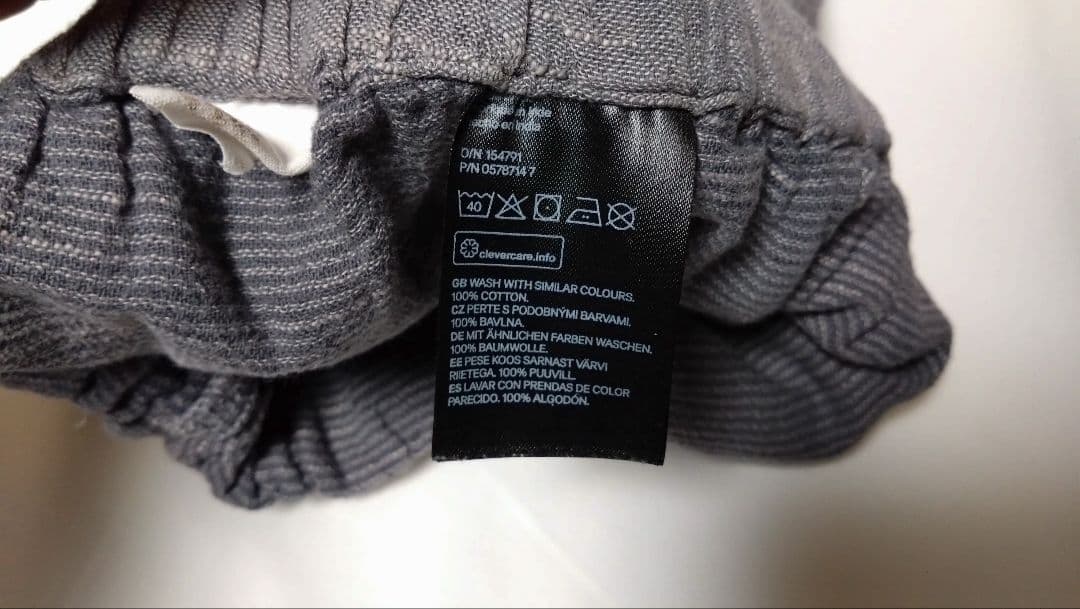 O/N 154791
P/N 0578714 7
40
clevercare.info
GB WASH WITH SIMILAR COLOURS.
100% COTTON.
CZ PERTE S PODOBNÝMI BARVAMI,
100% BAVLNA.
DE MIT ÄHNLICHEN FARBEN WASCHEN.
100% BAUMWOLLE.
EE PESE KOOS SARNAST VÄRVI
RIIETEGA. 100% PUUVILL.
ES LAVAR CON PRENDAS DE COLOR
PARECIDO. 100% ALGODÓN.